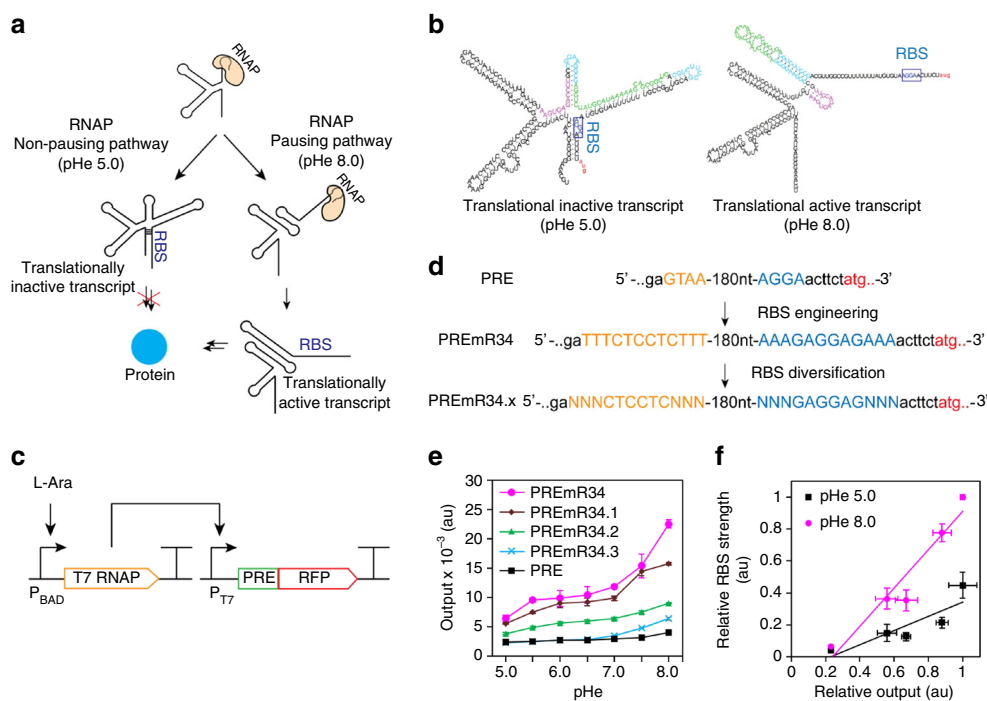 a
RNAP
RNAP
Non-pausing pathway
(pHe 5.0)
RNAP
Pausing pathway
(pHe 8.0)
RNAP
RBS
Translationally
inactive transcript
Protein
RBS
Translationally
active transcript
b
RBS
RBS
Translational inactive transcript
(pHe 5.0)
Translational active transcript
(pHe 8.0)
d
PRE 5'-..gaGTAA-180nt-AGGAacttctatg..-3'
RBS engineering
PREmR34 5'-..gaTTTCTCCTCTTT-180nt-AAAGAGGAGAAAacttctatg..-3'
RBS diversification
PREmR34.x 5'-..gaNNNCTCCTCNNN-180nt-NNNGAGGAGNNNacttctatg..-3'
c
L-Ara
T7 RNAP
PRE RFP
PBAD
PT7
e
Output x 10⁻³ (au)
30
25
20
15
10
5
0
PREmR34
PREmR34.1
PREmR34.2
PREmR34.3
PRE
5.0 6.0 7.0 8.0
pHe
f
Relative RBS strength
(au)
1
0.8
0.6
0.4
0.2
0
pHe 5.0
pHe 8.0
0 0.2 0.4 0.6 0.8 1
Relative output (au)